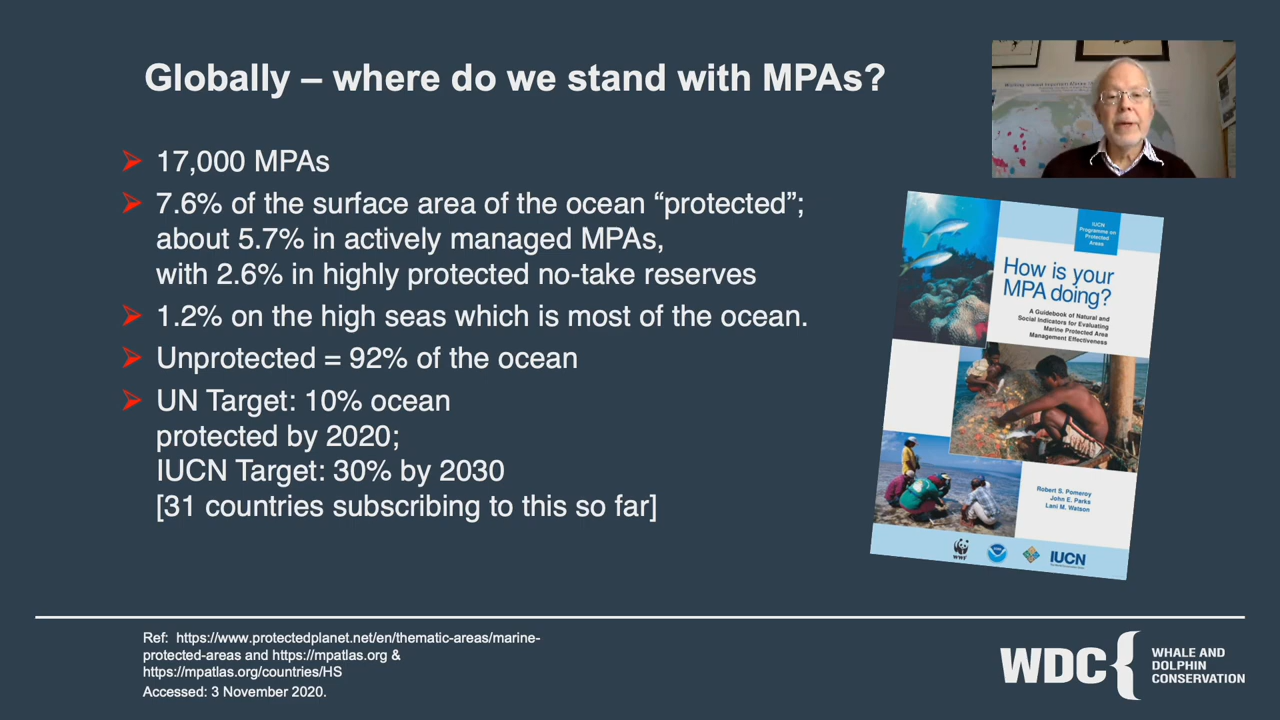 Globally – where do we stand with MPAs?
17,000 MPAs
7.6% of the surface area of the ocean “protected”;
about 5.7% in actively managed MPAs,
with 2.6% in highly protected no-take reserves
1.2% on the high seas which is most of the ocean.
Unprotected = 92% of the ocean
UN Target: 10% ocean
protected by 2020;
IUCN Target: 30% by 2030
[31 countries subscribing to this so far]
IUCN
Programme on
Protected
Areas
How is your
MPA doing?
A Guidebook of Natural and
Social Indicators for Evaluating
Marine Protected Area
Management Effectiveness
Robert S. Pomeroy
John E. Parks
Lani M. Watson
WWF
IUCN
Ref: https://www.protectedplanet.net/en/thematic-areas/marine-
protected-areas and https://mpatlas.org &
https://mpatlas.org/countries/HS
Accessed: 3 November 2020.
WDC
WHALE AND
DOLPHIN
CONSERVATION